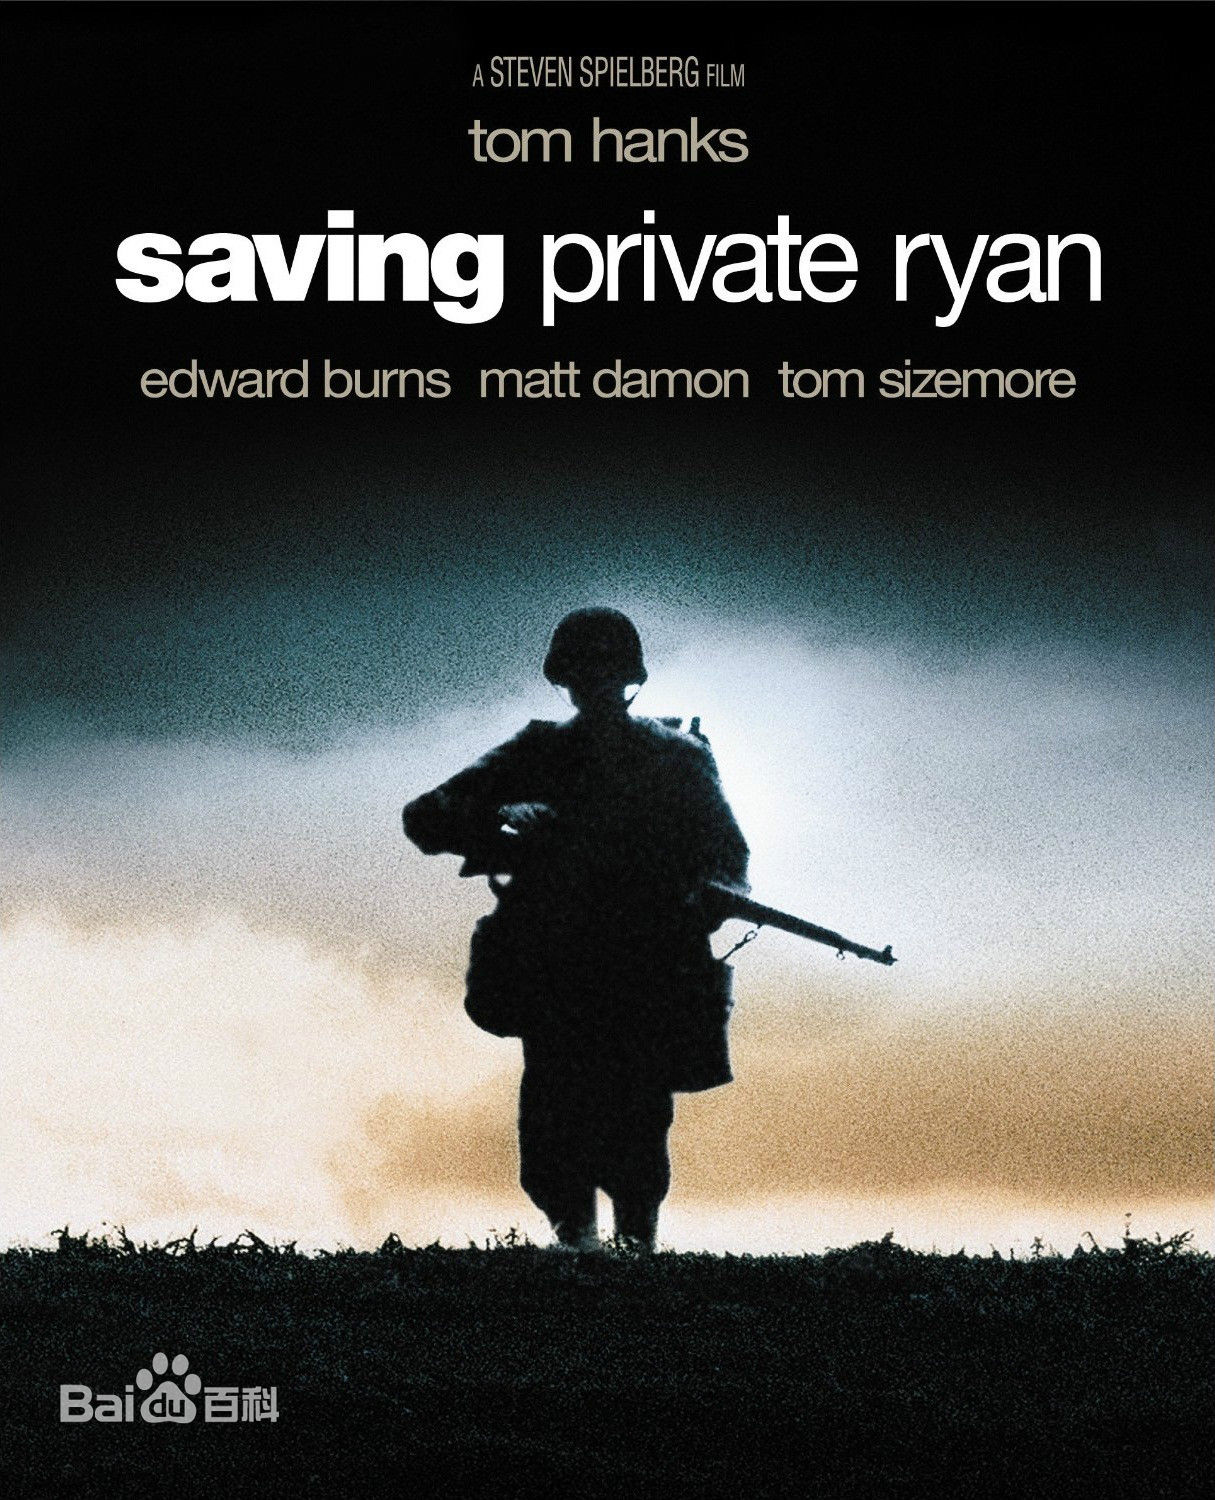 A STEVEN SPIELBERG FILM
tom hanks
saving private ryan
edward burns matt damon tom sizemore
Baidu百科